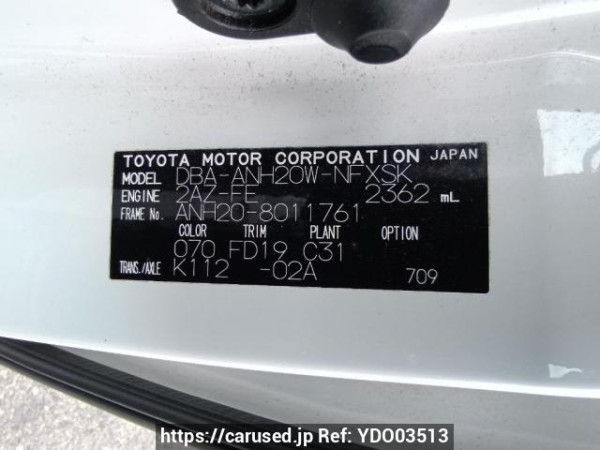 TOYOTA MOTOR CORPORATION JAPAN
MODEL DBA-ANH20W-NFXSK
ENGINE 2AZ-FE 2362 mL
FRAME No. ANH20-8011761
COLOR TRIM PLANT OPTION
070 FD19 C31
TRANS./AXLE K112 -02A 709
https://carused.jp Ref: YDO03513